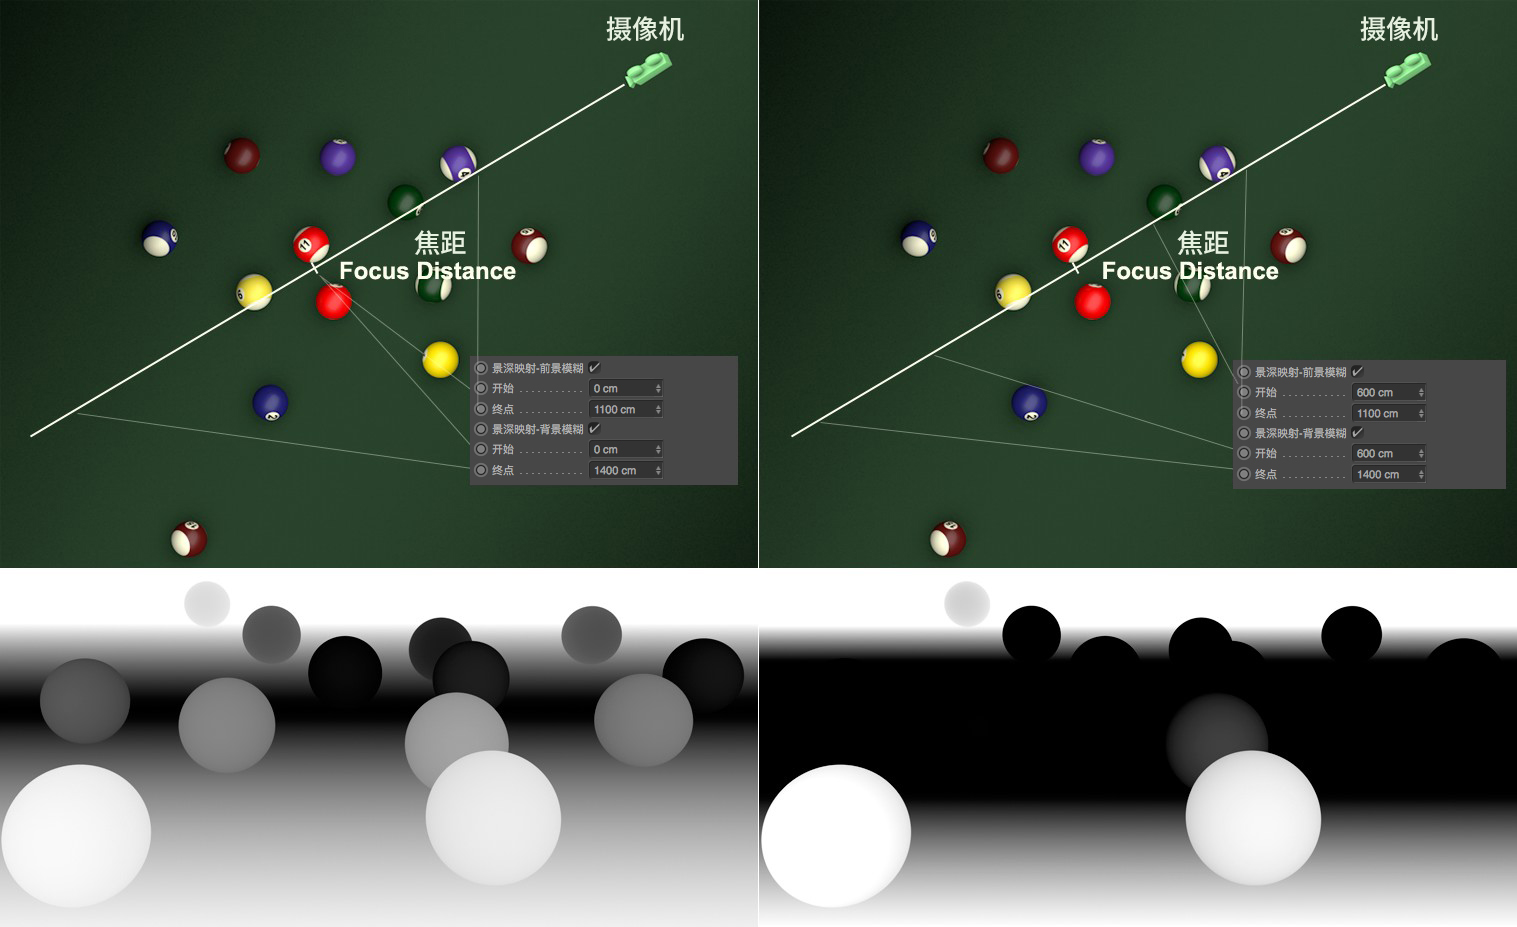 摄像机
焦距
Focus Distance
11
景深映射-前景模糊
开始 . . . . . . . . . . . 0 cm
终点 . . . . . . . . . . . 1100 cm
景深映射-背景模糊
开始 . . . . . . . . . . . 0 cm
终点 . . . . . . . . . . . 1400 cm
2
摄像机
焦距
Focus Distance
11
景深映射-前景模糊
开始 . . . . . . . . . . . 600 cm
终点 . . . . . . . . . . . 1100 cm
景深映射-背景模糊
开始 . . . . . . . . . . . 600 cm
终点 . . . . . . . . . . . 1400 cm
2